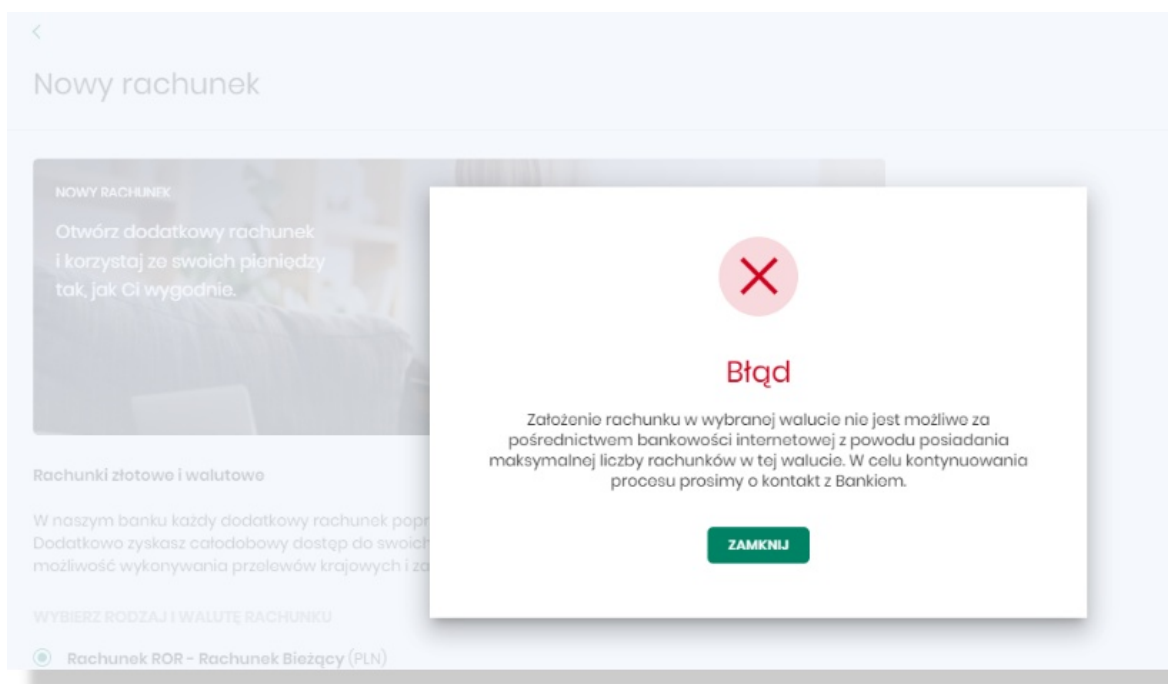 Nowy rachunek
NOWY RACHUNEK
Otwórz dodatkowy rachunek
i korzystaj ze swoich pieniędzy
tak, jak Ci wygodnie.
Błąd
Założenie rachunku w wybranej walucie nie jest możliwe za
pośrednictwem bankowości internetowej z powodu posiadania
maksymalnej liczby rachunków w tej walucie. W celu kontynuowania
procesu prosimy o kontakt z Bankiem.
ZAMKNIJ
Rachunki złotowe i walutowe
W naszym banku każdy dodatkowy rachunek
Dodatkowo zyskasz całodobowy dostęp do swoich
możliwość wykonywania przelewów krajowych i
WYBIERZ RODZAJ I WALUTĘ RACHUNKU
Rachunek ROR - Rachunek Bieżący (PLN)